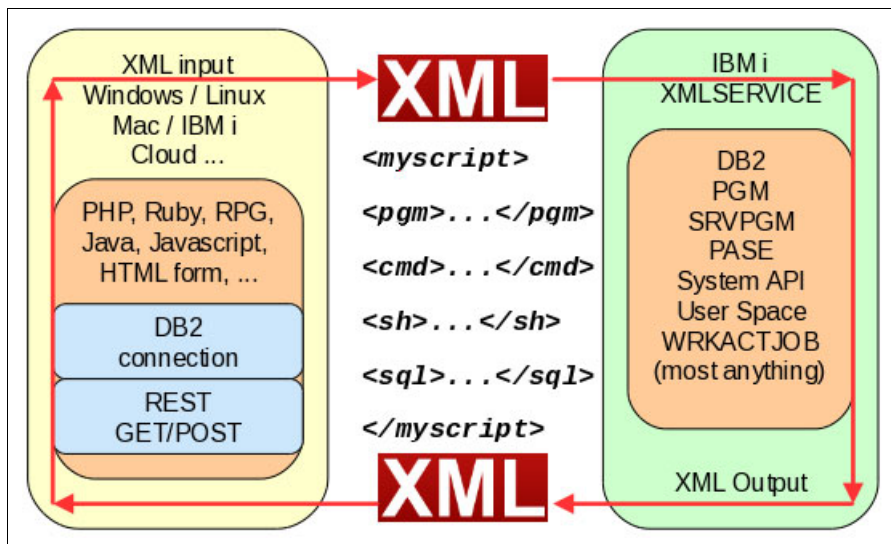 XML input
Windows / Linux
Mac / IBM i
Cloud ...
PHP, Ruby, RPG,
Java, Javascript,
HTML form, ...
DB2
connection
REST
GET/POST
XML
<myscript>
<pgm>...</pgm>
<cmd>...</cmd>
<sh>...</sh>
<sql>...</sql>
</myscript>
XML
IBM i
XMLSERVICE
DB2
PGM
SRVPGM
PASE
System API
User Space
WRKACTJOB
(most anything)
XML Output